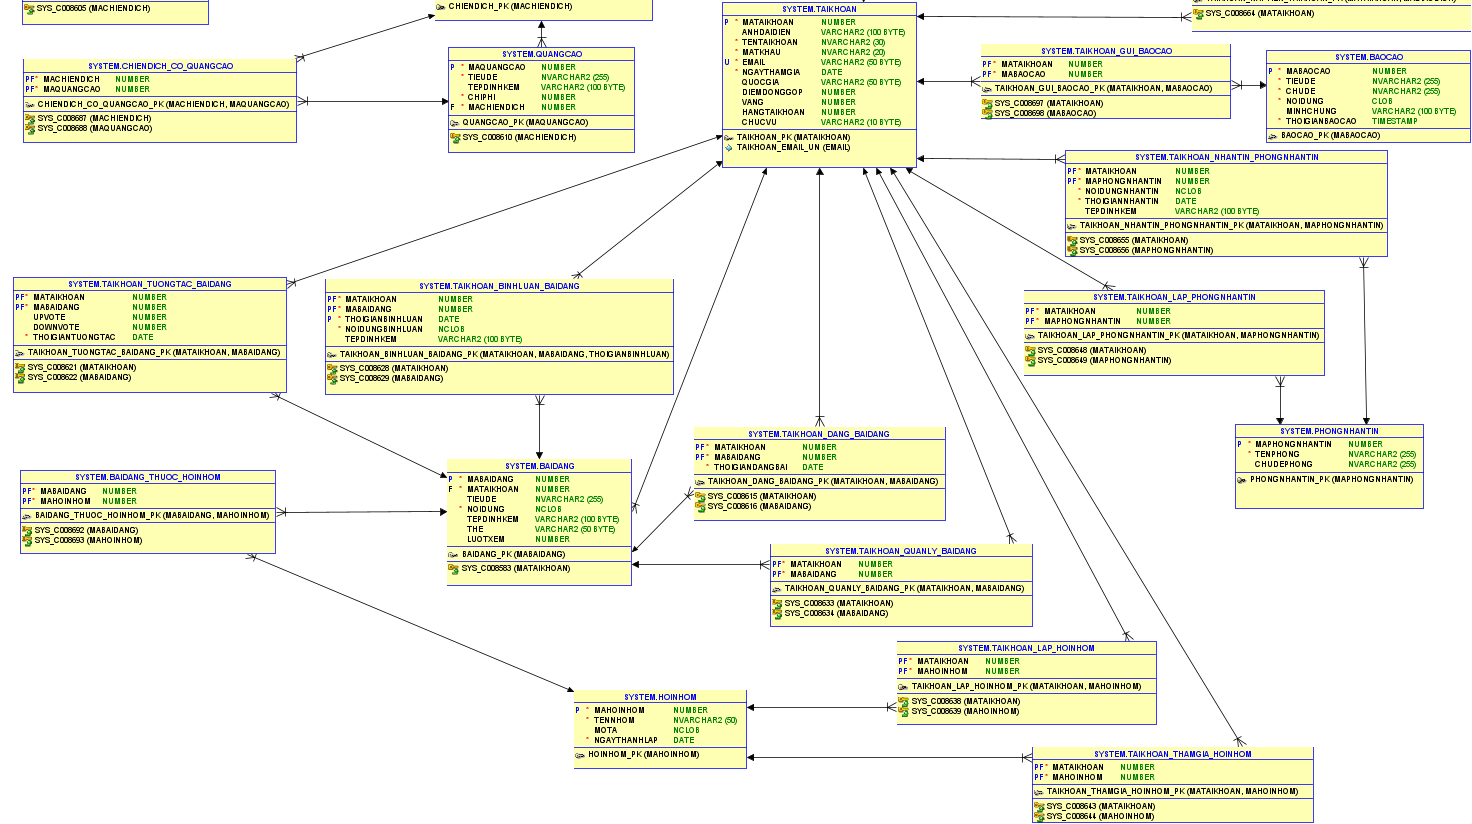 SYS_C008605 (MACHIENDICH)
CHIENDICH_PK (MACHIENDICH)
SYS_C008664 (MATAIKHOAN)
SYSTEM.CHIENDICH_CO_QUANGCAO
PF* MACHIENDICH NUMBER
PF* MAQUANGCAO NUMBER
CHIENDICH_CO_QUANGCAO_PK (MACHIENDICH, MAQUANGCAO)
SYS_C008687 (MACHIENDICH)
SYS_C008688 (MAQUANGCAO)
SYSTEM.QUANGCAO
P * MAQUANGCAO NUMBER
* TIEUDE NVARCHAR2 (255)
TEPDINHKEM VARCHAR2 (100 BYTE)
* CHIPHI NUMBER
F * MACHIENDICH NUMBER
QUANGCAO_PK (MAQUANGCAO)
SYS_C008610 (MACHIENDICH)
SYSTEM.TAIKHOAN
P * MATAIKHOAN NUMBER
ANHDAIDIEN VARCHAR2 (100 BYTE)
* TENTAIKHOAN NVARCHAR2 (30)
* MATKHAU NVARCHAR2 (20)
U * EMAIL VARCHAR2 (50 BYTE)
* NGAYTHAMGIA DATE
QUOCGIA VARCHAR2 (50 BYTE)
DIEMDONGGOP NUMBER
VANG NUMBER
HANGTAIKHOAN NUMBER
CHUCVU VARCHAR2 (10 BYTE)
TAIKHOAN_PK (MATAIKHOAN)
TAIKHOAN_EMAIL_UN (EMAIL)
SYSTEM.TAIKHOAN_GUI_BAOCAO
PF* MATAIKHOAN NUMBER
PF* MABAOCAO NUMBER
TAIKHOAN_GUI_BAOCAO_PK (MATAIKHOAN, MABAOCAO)
SYS_C008697 (MATAIKHOAN)
SYS_C008698 (MABAOCAO)
SYSTEM.BAOCAO
P * MABAOCAO NUMBER
* TIEUDE NVARCHAR2 (255)
* CHUDE NVARCHAR2 (255)
* NOIDUNG CLOB
MINHCHUNG VARCHAR2 (100 BYTE)
* THOIGIANBAOCAO TIMESTAMP
BAOCAO_PK (MABAOCAO)
SYSTEM.TAIKHOAN_NHANTIN_PHONGNHANTIN
PF* MATAIKHOAN NUMBER
PF* MAPHONGNHANTIN NUMBER
* NOIDUNGNHANTIN NCLOB
* THOIGIANNHANTIN DATE
TEPDINHKEM VARCHAR2 (100 BYTE)
TAIKHOAN_NHANTIN_PHONGNHANTIN_PK (MATAIKHOAN, MAPHONGNHANTIN)
SYS_C008655 (MATAIKHOAN)
SYS_C008656 (MAPHONGNHANTIN)
SYSTEM.TAIKHOAN_TUONGTAC_BAIDANG
PF* MATAIKHOAN NUMBER
PF* MABAIDANG NUMBER
UPVOTE NUMBER
DOWNVOTE NUMBER
* THOIGIANTUONGTAC DATE
TAIKHOAN_TUONGTAC_BAIDANG_PK (MATAIKHOAN, MABAIDANG)
SYS_C008621 (MATAIKHOAN)
SYS_C008622 (MABAIDANG)
SYSTEM.TAIKHOAN_BINHLUAN_BAIDANG
PF* MATAIKHOAN NUMBER
PF* MABAIDANG NUMBER
P * THOIGIANBINHLUAN DATE
* NOIDUNGBINHLUAN NCLOB
TEPDINHKEM VARCHAR2 (100 BYTE)
TAIKHOAN_BINHLUAN_BAIDANG_PK (MATAIKHOAN, MABAIDANG, THOIGIANBINHLUAN)
SYS_C008628 (MATAIKHOAN)
SYS_C008629 (MABAIDANG)
SYSTEM.TAIKHOAN_LAP_PHONGNHANTIN
PF* MATAIKHOAN NUMBER
PF* MAPHONGNHANTIN NUMBER
TAIKHOAN_LAP_PHONGNHANTIN_PK (MATAIKHOAN, MAPHONGNHANTIN)
SYS_C008648 (MATAIKHOAN)
SYS_C008649 (MAPHONGNHANTIN)
SYSTEM.PHONGNHANTIN
P * MAPHONGNHANTIN NUMBER
* TENPHONG NVARCHAR2 (255)
CHUDEPHONG NVARCHAR2 (255)
PHONGNHANTIN_PK (MAPHONGNHANTIN)
SYSTEM.TAIKHOAN_DANG_BAIDANG
PF* MATAIKHOAN NUMBER
PF* MABAIDANG NUMBER
* THOIGIANDANGBAI DATE
TAIKHOAN_DANG_BAIDANG_PK (MATAIKHOAN, MABAIDANG)
SYS_C008615 (MATAIKHOAN)
SYS_C008616 (MABAIDANG)
SYSTEM.BAIDANG_THUOC_HOINHOM
PF* MABAIDANG NUMBER
PF* MAHOINHOM NUMBER
BAIDANG_THUOC_HOINHOM_PK (MABAIDANG, MAHOINHOM)
SYS_C008692 (MABAIDANG)
SYS_C008693 (MAHOINHOM)
SYSTEM.BAIDANG
P * MABAIDANG NUMBER
F * MATAIKHOAN NUMBER
TIEUDE NVARCHAR2 (255)
* NOIDUNG NCLOB
TEPDINHKEM VARCHAR2 (100 BYTE)
THE VARCHAR2 (50 BYTE)
LUOTXEM NUMBER
BAIDANG_PK (MABAIDANG)
SYS_C008583 (MATAIKHOAN)
SYSTEM.TAIKHOAN_QUANLY_BAIDANG
PF* MATAIKHOAN NUMBER
PF* MABAIDANG NUMBER
TAIKHOAN_QUANLY_BAIDANG_PK (MATAIKHOAN, MABAIDANG)
SYS_C008633 (MATAIKHOAN)
SYS_C008634 (MABAIDANG)
SYSTEM.TAIKHOAN_LAP_HOINHOM
PF* MATAIKHOAN NUMBER
PF* MAHOINHOM NUMBER
TAIKHOAN_LAP_HOINHOM_PK (MATAIKHOAN, MAHOINHOM)
SYS_C008638 (MATAIKHOAN)
SYS_C008639 (MAHOINHOM)
SYSTEM.HOINHOM
P * MAHOINHOM NUMBER
* TENNHOM NVARCHAR2 (50)
MOTA NCLOB
* NGAYTHANHLAP DATE
HOINHOM_PK (MAHOINHOM)
SYSTEM.TAIKHOAN_THAMGIA_HOINHOM
PF* MATAIKHOAN NUMBER
PF* MAHOINHOM NUMBER
TAIKHOAN_THAMGIA_HOINHOM_PK (MATAIKHOAN, MAHOINHOM)
SYS_C008643 (MATAIKHOAN)
SYS_C008644 (MAHOINHOM)